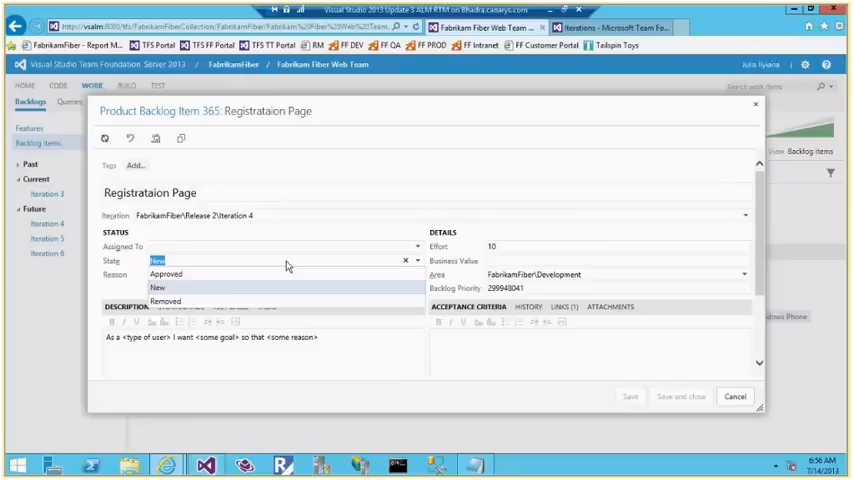 Visual Studio 2013 Update 3 ALM RTM on Bhadra.canarys.com
http://vsalm:8080/tfs/FabrikamFiberCollection/Fabrikam%20Fiber%20Web%20Team
Fabrikam Fiber Web Team ...
Iterations - Microsoft Team Fo...
FabrikamFiber - Report M...
TFS Portal
TFS FF Portal
TFS TT Portal
RM
FF DEV
FF QA
FF PROD
FF Intranet
FF Customer Portal
Tailspin Toys
Visual Studio Team Foundation Server 2013
FabrikamFiber
/
Fabrikam Fiber Web Team
Julia Ilyiana
HOME
CODE
WORK
BUILD
TEST
Search work items
Backlogs
Queries
Features
Backlog items
Past
Current
Iteration 3
Future
Iteration 4
Iteration 5
Iteration 6
View
Backlog items
Product Backlog Item 365: Registrataion Page
Tags
Add...
Registrataion Page
Iteration
FabrikamFiber\Release 2\Iteration 4
STATUS
Assigned To
State
New
Reason
Approved
New
Removed
DETAILS
Effort
10
Business Value
Area
FabrikamFiber\Development
Backlog Priority
299948041
DESCRIPTION
ACCEPTANCE CRITERIA
HISTORY
LINKS (1)
ATTACHMENTS
B I U
B I U
As a <type of user> I want <some goal> so that <some reason>
Save
Save and close
Cancel
Phone
6:56 AM
7/14/2013